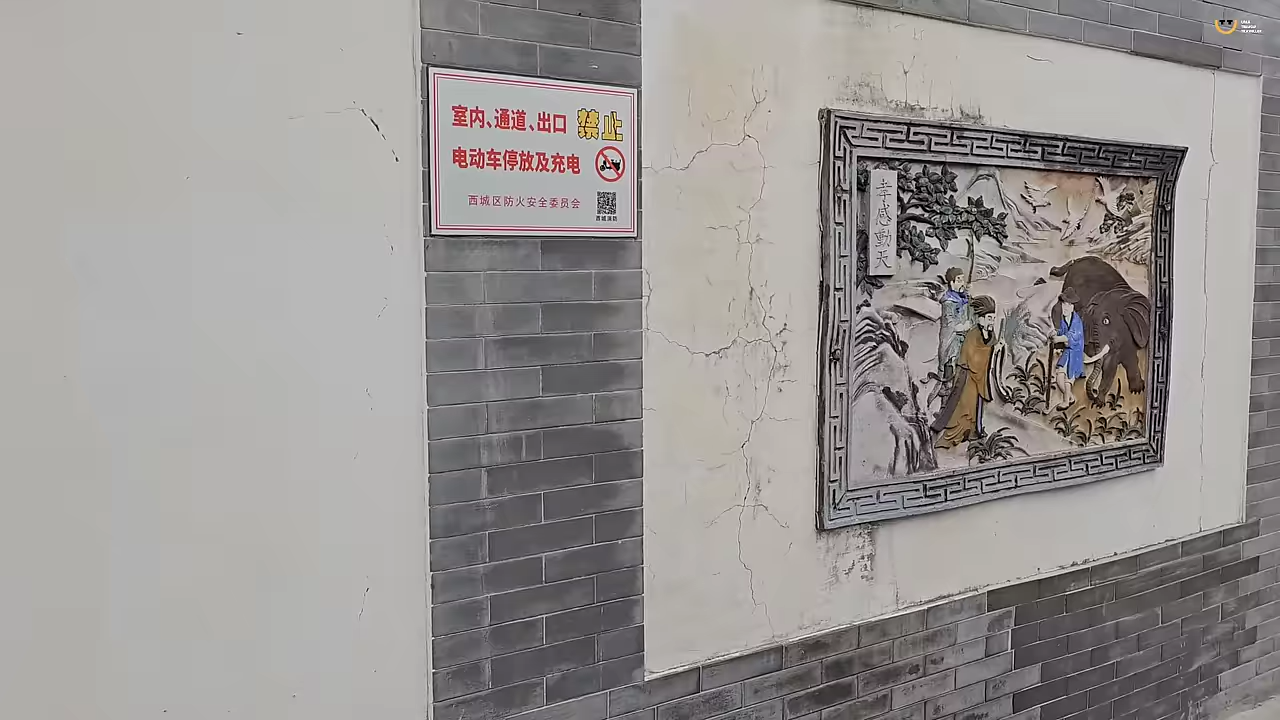 室内、通道、出口 禁止
电动车停放及充电
西城区防火安全委员会
西城消防
孝感動天